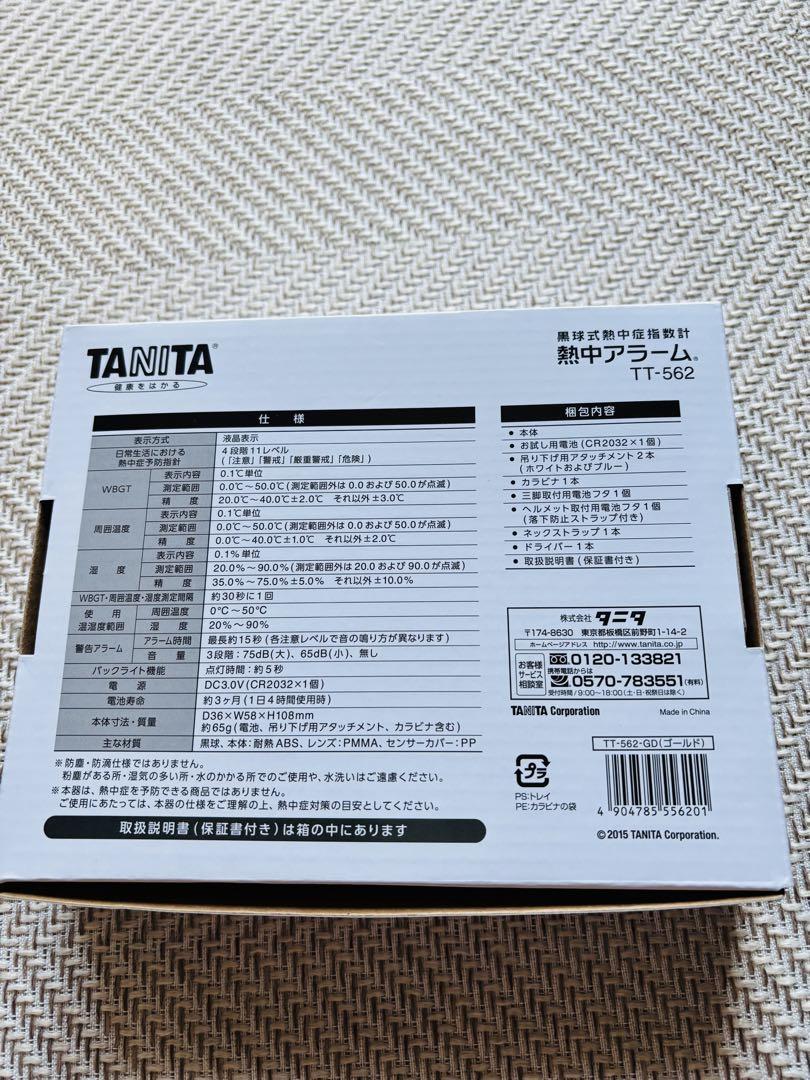 TANITA®
健康をはかる
黒球式熱中症指数計
熱中アラーム®
TT-562
仕 様
表示方式 液晶表示
日常生活における熱中症予防指針 4段階11レベル(「注意」「警戒」「厳重警戒」「危険」)
WBGT 表示内容 0.1℃単位
測定範囲 0.0℃～50.0℃(測定範囲外は0.0および50.0が点滅)
精 度 20.0℃～40.0℃±2.0℃ それ以外±3.0℃
周囲温度 表示内容 0.1℃単位
測定範囲 0.0℃～50.0℃(測定範囲外は0.0および50.0が点滅)
精 度 0.0℃～40.0℃±1.0℃ それ以外±2.0℃
湿 度 表示内容 0.1%単位
測定範囲 20.0%～90.0%(測定範囲外は20.0および90.0が点滅)
精 度 35.0%～75.0%±5.0% それ以外±10.0%
WBGT・周囲温度・湿度測定間隔 約30秒に1回
使用温湿度範囲 周囲温度 0℃～50℃
湿 度 20%～90%
警告アラーム アラーム時間 最長約15秒(各注意レベルで音の鳴り方が異なります)
音 量 3段階:75dB(大)、65dB(小)、無し
バックライト機能 点灯時間:約5秒
電 源 DC3.0V(CR2032×1個)
電池寿命 約3ヶ月(1日4時間使用時)
本体寸法・質量 D36×W58×H108mm
約65g(電池、吊り下げ用アタッチメント、カラビナ含む)
主な材質 黒球、本体:耐熱ABS、レンズ:PMMA、センサーカバー:PP
※防塵・防滴仕様ではありません。
粉塵がある所・湿気の多い所・水のかかる所でのご使用や、水洗いはご遠慮ください。
※本器は、熱中症を予防できる商品ではありません。
ご使用にあたっては、本器の仕様をご理解の上、熱中症対策の目安としてください。
取扱説明書(保証書付き)は箱の中にあります
梱包内容
● 本体
● お試し用電池(CR2032×1個)
● 吊り下げ用アタッチメント2本
(ホワイトおよびブルー)
● カラビナ1本
● 三脚取付用電池フタ1個
● ヘルメット取付用電池フタ1個
(落下防止ストラップ付き)
● ネックストラップ1本
● ドライバー1本
● 取扱説明書(保証書付き)
株式会社 タニタ
〒174-8630 東京都板橋区前野町1-14-2
ホームページアドレス http://www.tanita.co.jp
お客様サービス相談室
0120-133821
携帯電話からは
0570-783551(有料)
受付時間/9:00～18:00(土・日・祝祭日は除く)
TANITA Corporation Made in China
TT-562-GD(ゴールド)
プラ
PS:トレイ
PE:カラビナの袋
4 904785 556201
©2015 TANITA Corporation.